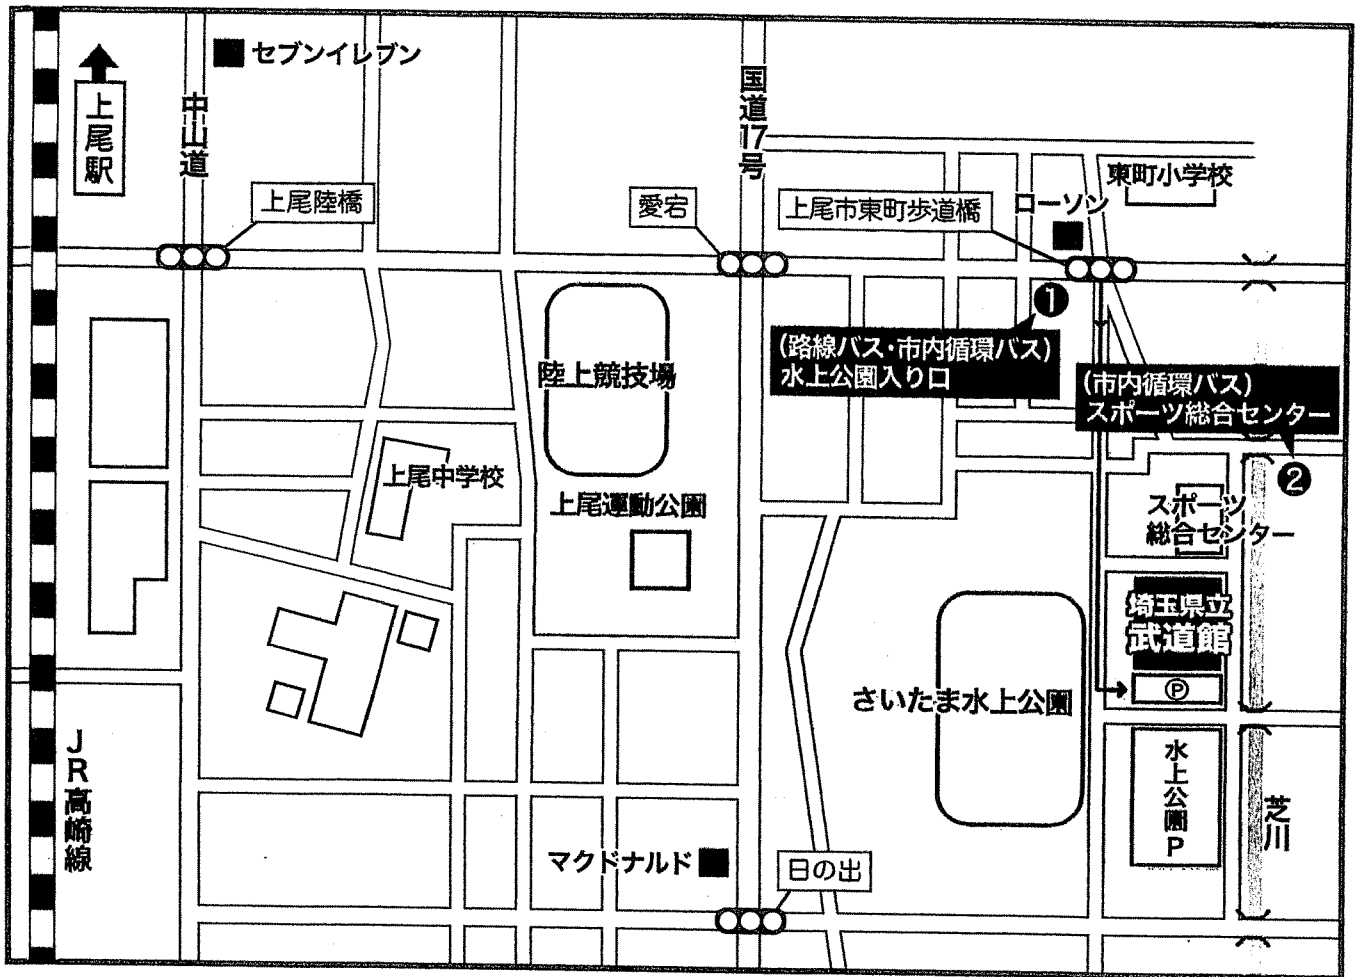 セブンイレブン
上尾駅
中山道
国道17号
東町小学校
上尾陸橋
愛宕
上尾市東町歩道橋
ローソン
1
(路線バス・市内循環バス)
水上公園入り口
陸上競技場
(市内循環バス)
スポーツ総合センター
2
上尾中学校
上尾運動公園
スポーツ
総合センター
埼玉県立
武道館
P
さいたま水上公園
JR高崎線
水上公園P
芝川
マクドナルド
日の出